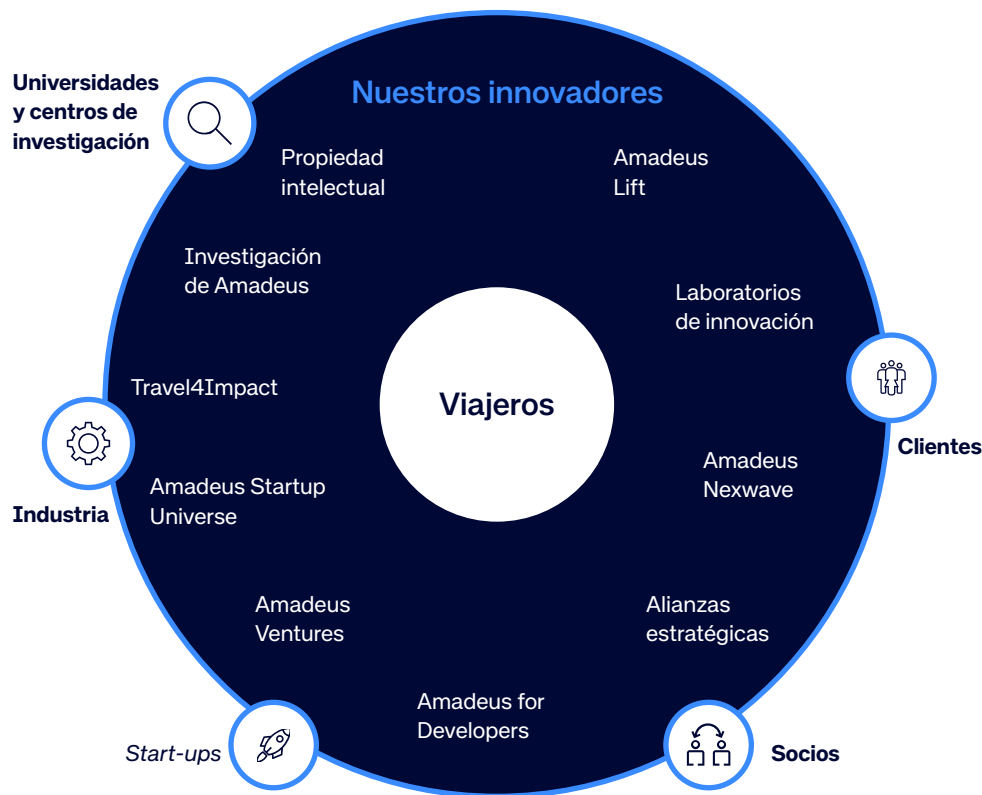 Nuestros innovadores
Universidades
y centros de
investigación
Propiedad
intelectual
Amadeus
Lift
Investigación
de Amadeus
Laboratorios
de innovación
Travel4Impact
Viajeros
Clientes
Amadeus
Nexwave
Amadeus Startup
Universe
Industria
Amadeus
Ventures
Alianzas
estratégicas
Amadeus for
Developers
Start-ups
Socios